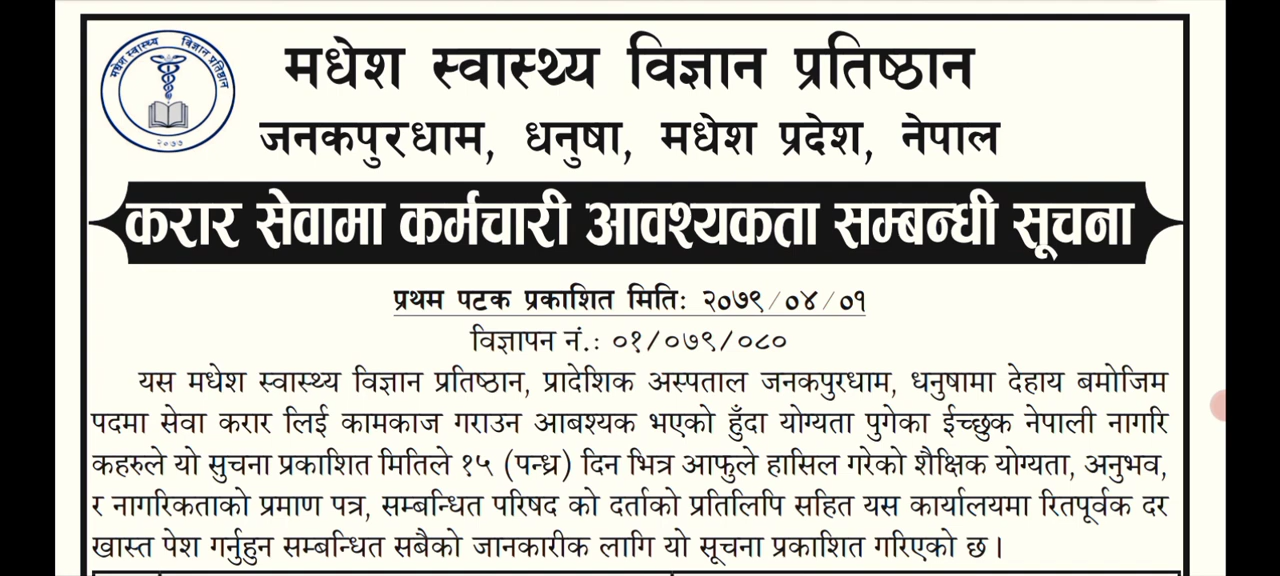 मधेश स्वास्थ्य विज्ञान प्रतिष्ठान
२०७७
मधेश स्वास्थ्य विज्ञान प्रतिष्ठान
जनकपुरधाम, धनुषा, मधेश प्रदेश, नेपाल
करार सेवामा कर्मचारी आवश्यकता सम्बन्धी सूचना
प्रथम पटक प्रकाशित मितिः २०७९/०४/०१
विज्ञापन नं.: ०१/०७९/०८०
यस मधेश स्वास्थ्य विज्ञान प्रतिष्ठान, प्रादेशिक अस्पताल जनकपुरधाम, धनुषामा देहाय बमोजिम
पदमा सेवा करार लिई कामकाज गराउन आबश्यक भएको हुँदा योग्यता पुगेका ईच्छुक नेपाली नागरि
कहरुले यो सुचना प्रकाशित मितिले १५ (पन्ध्र) दिन भित्र आफुले हासिल गरेको शैक्षिक योग्यता, अनुभव,
र नागरिकताको प्रमाण पत्र, सम्बन्धित परिषद को दर्ताको प्रतिलिपि सहित यस कार्यालयमा रितपूर्वक दर
खास्त पेश गर्नुहुन सम्बन्धित सबैको जानकारीक लागि यो सूचना प्रकाशित गरिएको छ।